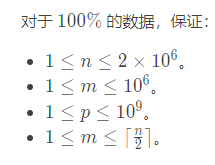 对于 100% 的数据，保证：
• 1 ≤ n ≤ 2 × 10⁶。
• 1 ≤ m ≤ 10⁶。
• 1 ≤ p ≤ 10⁹。
• 1 ≤ m ≤ ⌈n/2⌉。